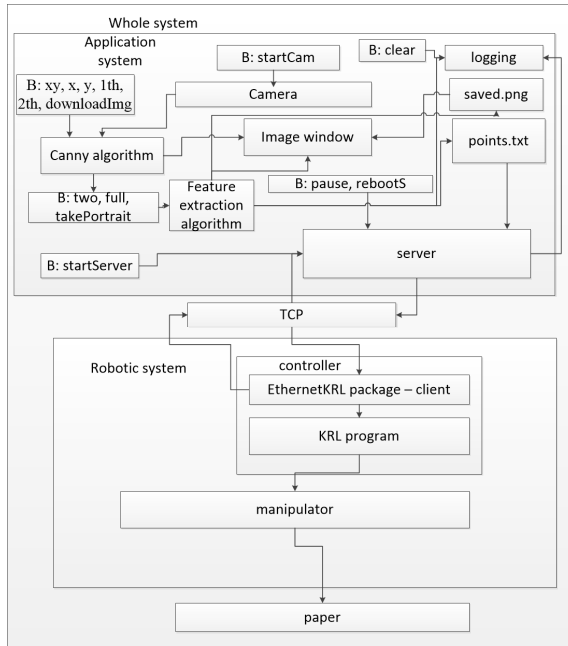 Whole system
Application
system
B: startCam
B: clear
logging
B: xy, x, y, 1th,
2th, downloadImg
Camera
saved.png
Image window
points.txt
Canny algorithm
B: two, full,
takePortrait
Feature
extraction
algorithm
B: pause, rebootS
server
B: startServer
TCP
Robotic system
controller
EthernetKRL package – client
KRL program
manipulator
paper